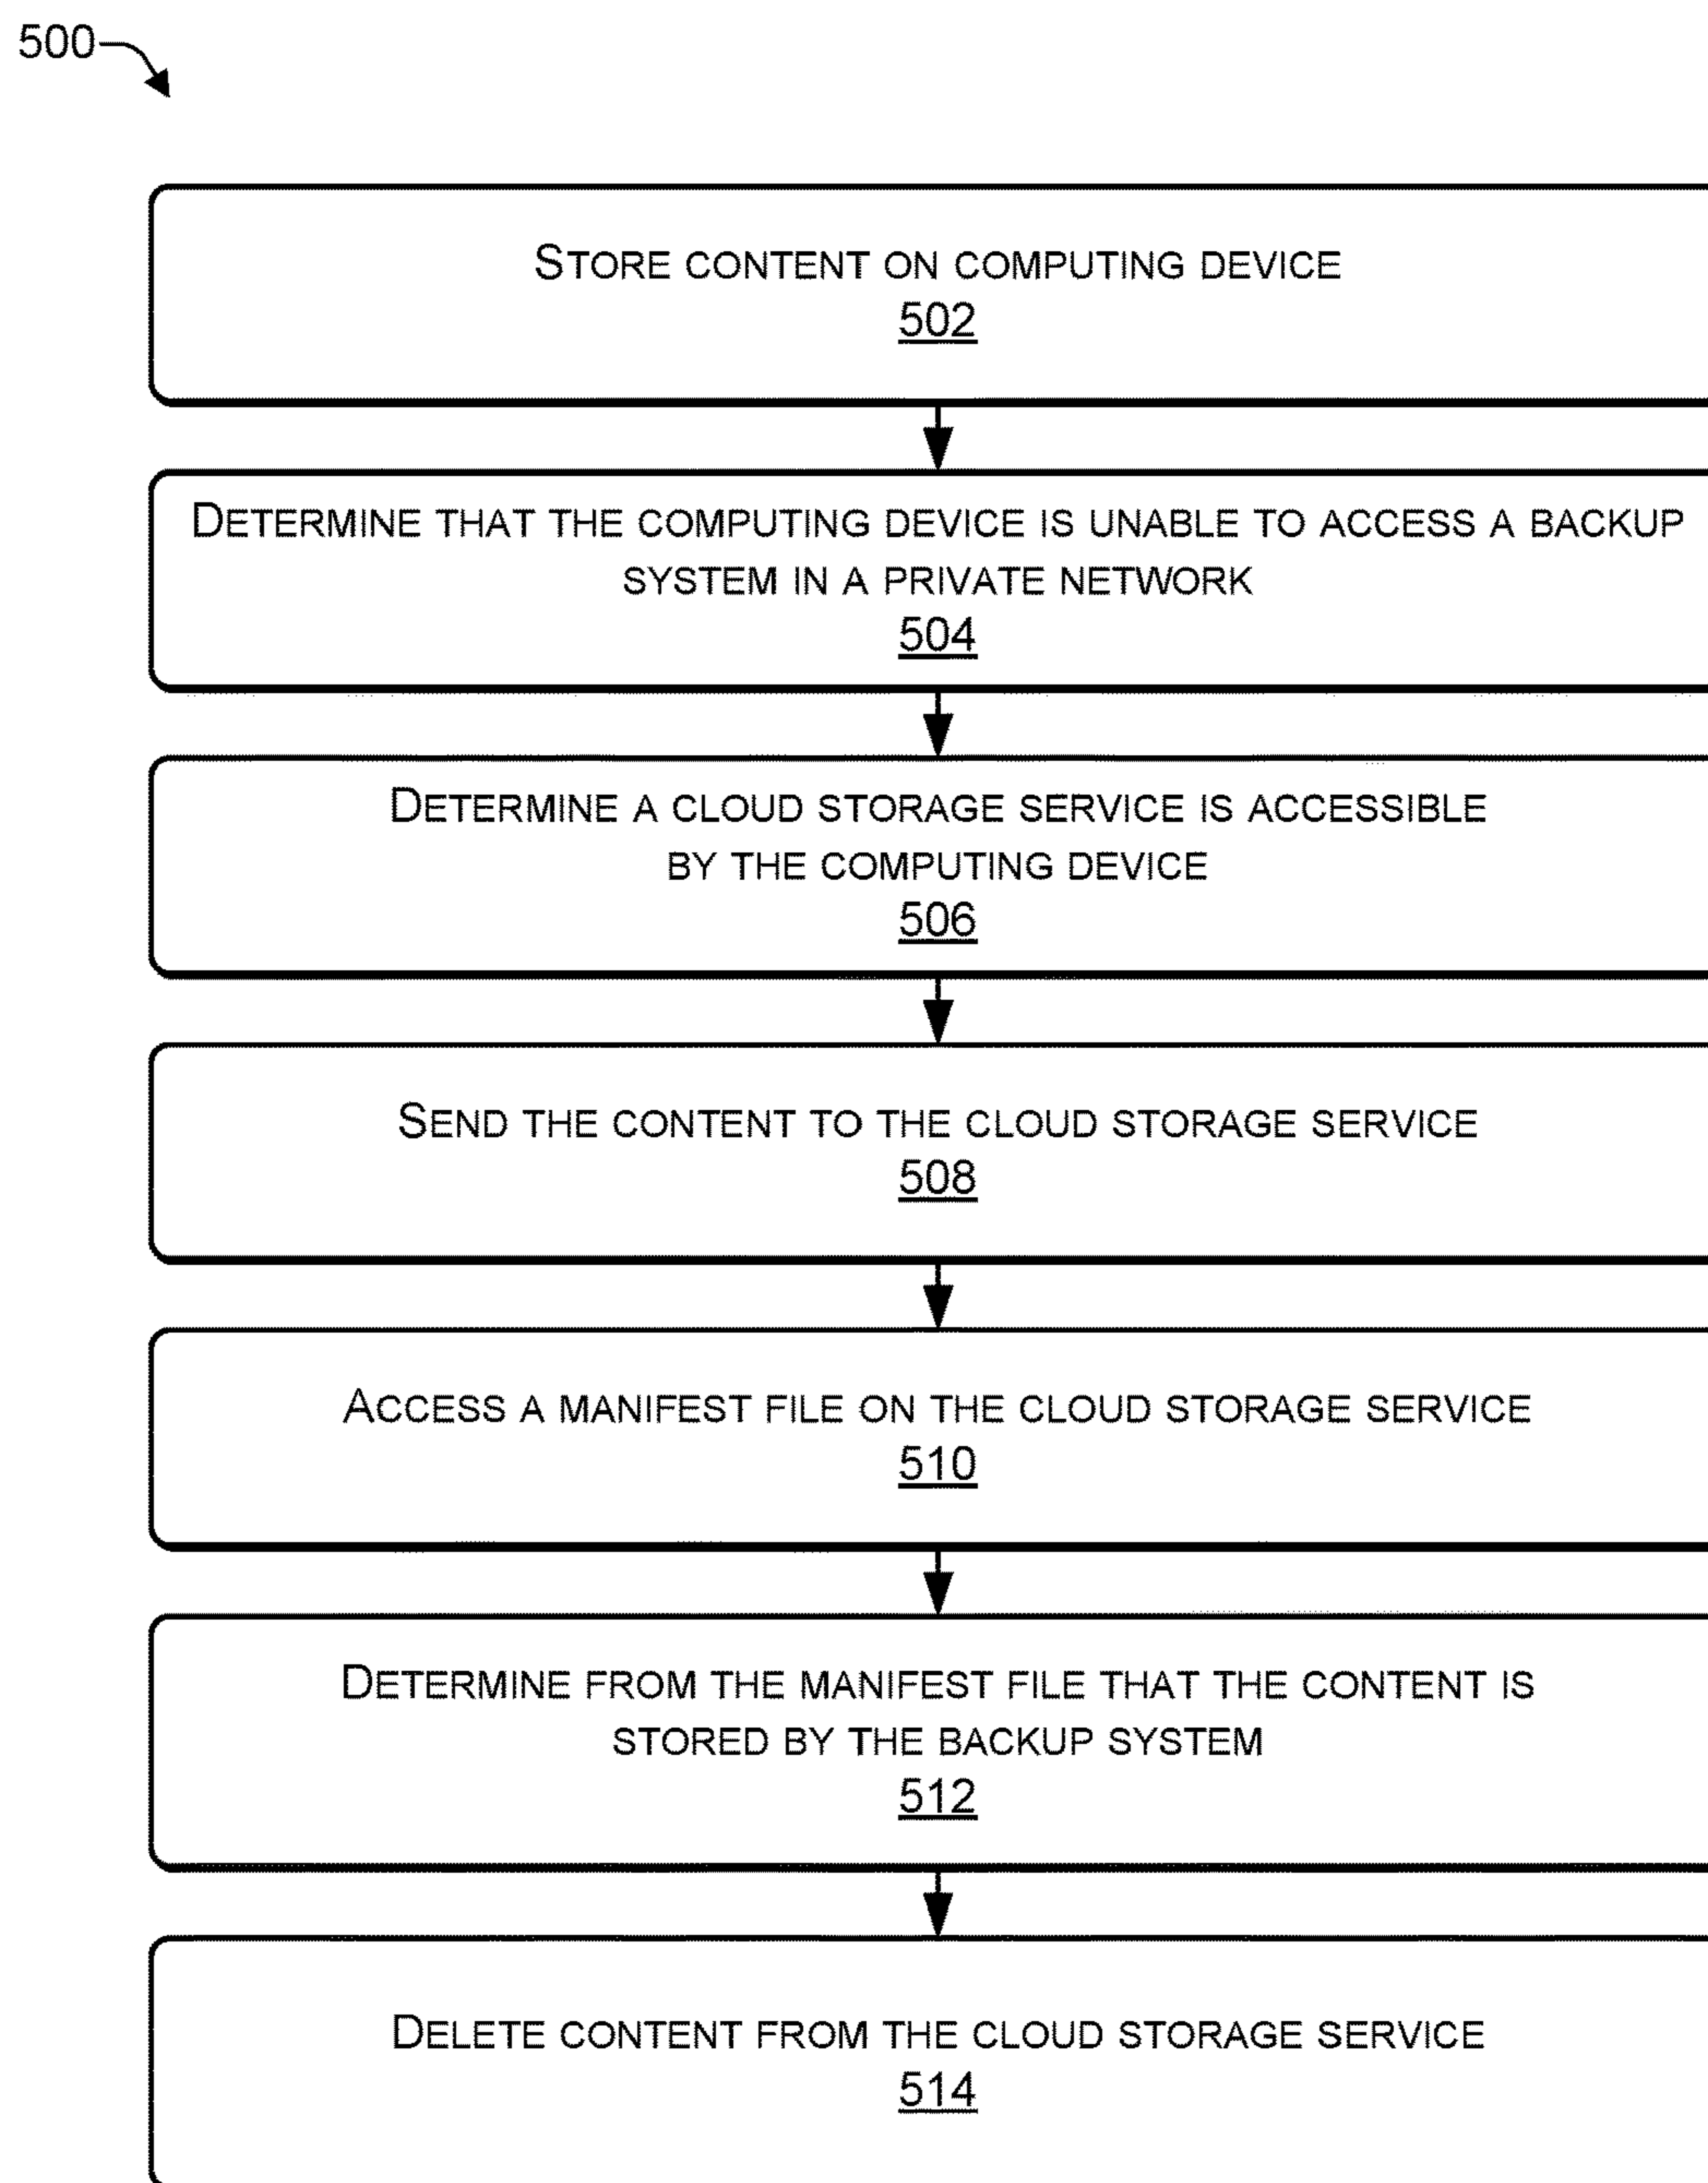 500
STORE CONTENT ON COMPUTING DEVICE
502
DETERMINE THAT THE COMPUTING DEVICE IS UNABLE TO ACCESS A BACKUP
SYSTEM IN A PRIVATE NETWORK
504
DETERMINE A CLOUD STORAGE SERVICE IS ACCESSIBLE
BY THE COMPUTING DEVICE
506
SEND THE CONTENT TO THE CLOUD STORAGE SERVICE
508
ACCESS A MANIFEST FILE ON THE CLOUD STORAGE SERVICE
510
DETERMINE FROM THE MANIFEST FILE THAT THE CONTENT IS
STORED BY THE BACKUP SYSTEM
512
DELETE CONTENT FROM THE CLOUD STORAGE SERVICE
514